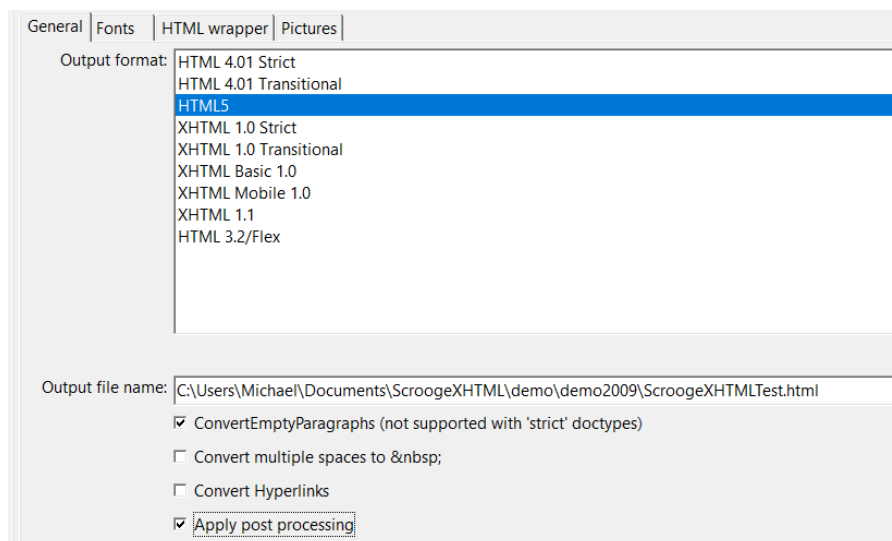 General Fonts HTML wrapper Pictures
Output format:
HTML 4.01 Strict
HTML 4.01 Transitional
HTML5
XHTML 1.0 Strict
XHTML 1.0 Transitional
XHTML Basic 1.0
XHTML Mobile 1.0
XHTML 1.1
HTML 3.2/Flex
Output file name: C:\Users\Michael\Documents\ScroogeXHTML\demo\demo2009\ScroogeXHTMLTest.html
ConvertEmptyParagraphs (not supported with 'strict' doctypes)
Convert multiple spaces to &nbsp;
Convert Hyperlinks
Apply post processing